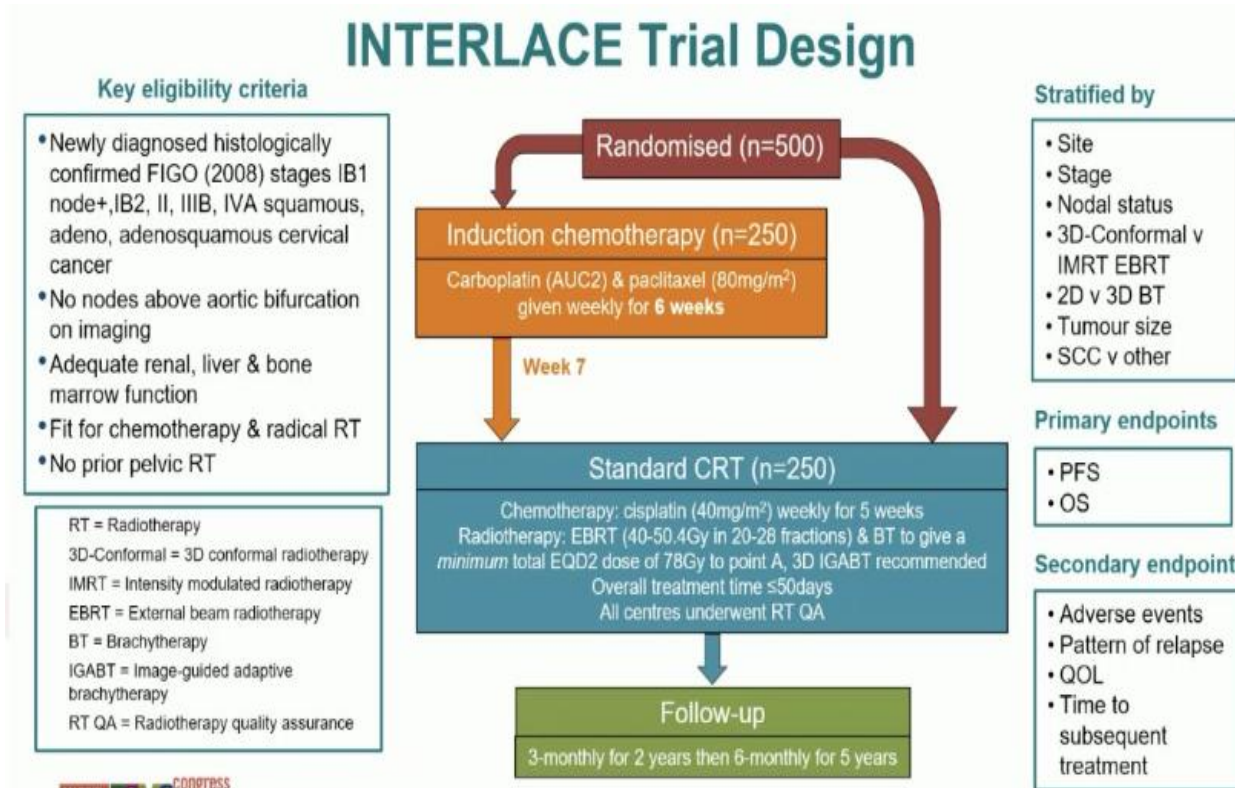 INTERLACE Trial Design
Key eligibility criteria
•Newly diagnosed histologically
confirmed FIGO (2008) stages IB1
node+,IB2, II, IIIB, IVA squamous,
adeno, adenosquamous cervical
cancer
•No nodes above aortic bifurcation
on imaging
•Adequate renal, liver & bone
marrow function
•Fit for chemotherapy & radical RT
•No prior pelvic RT
RT = Radiotherapy
3D-Conformal = 3D conformal radiotherapy
IMRT = Intensity modulated radiotherapy
EBRT = External beam radiotherapy
BT = Brachytherapy
IGABT = Image-guided adaptive
brachytherapy
RT QA = Radiotherapy quality assurance
Randomised (n=500)
Induction chemotherapy (n=250)
Carboplatin (AUC2) & paclitaxel (80mg/m²)
given weekly for 6 weeks
Week 7
Standard CRT (n=250)
Chemotherapy: cisplatin (40mg/m²) weekly for 5 weeks
Radiotherapy: EBRT (40-50.4Gy in 20-28 fractions) & BT to give a
minimum total EQD2 dose of 78Gy to point A, 3D IGABT recommended
Overall treatment time ≤50days
All centres underwent RT QA
Follow-up
3-monthly for 2 years then 6-monthly for 5 years
Stratified by
• Site
• Stage
• Nodal status
• 3D-Conformal v
IMRT EBRT
• 2D v 3D BT
• Tumour size
• SCC v other
Primary endpoints
• PFS
• OS
Secondary endpoint
• Adverse events
• Pattern of relapse
• QOL
• Time to
subsequent
treatment
congress